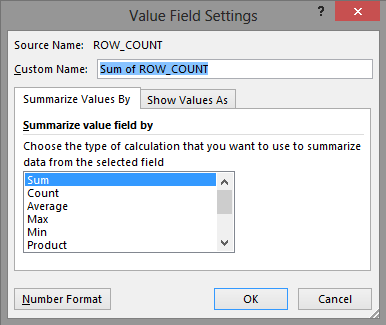 Value Field Settings
? ×
Source Name: ROW_COUNT
Custom Name: Sum of ROW_COUNT
Summarize Values By Show Values As
Summarize value field by
Choose the type of calculation that you want to use to summarize
data from the selected field
Sum
Count
Average
Max
Min
Product
Number Format OK Cancel